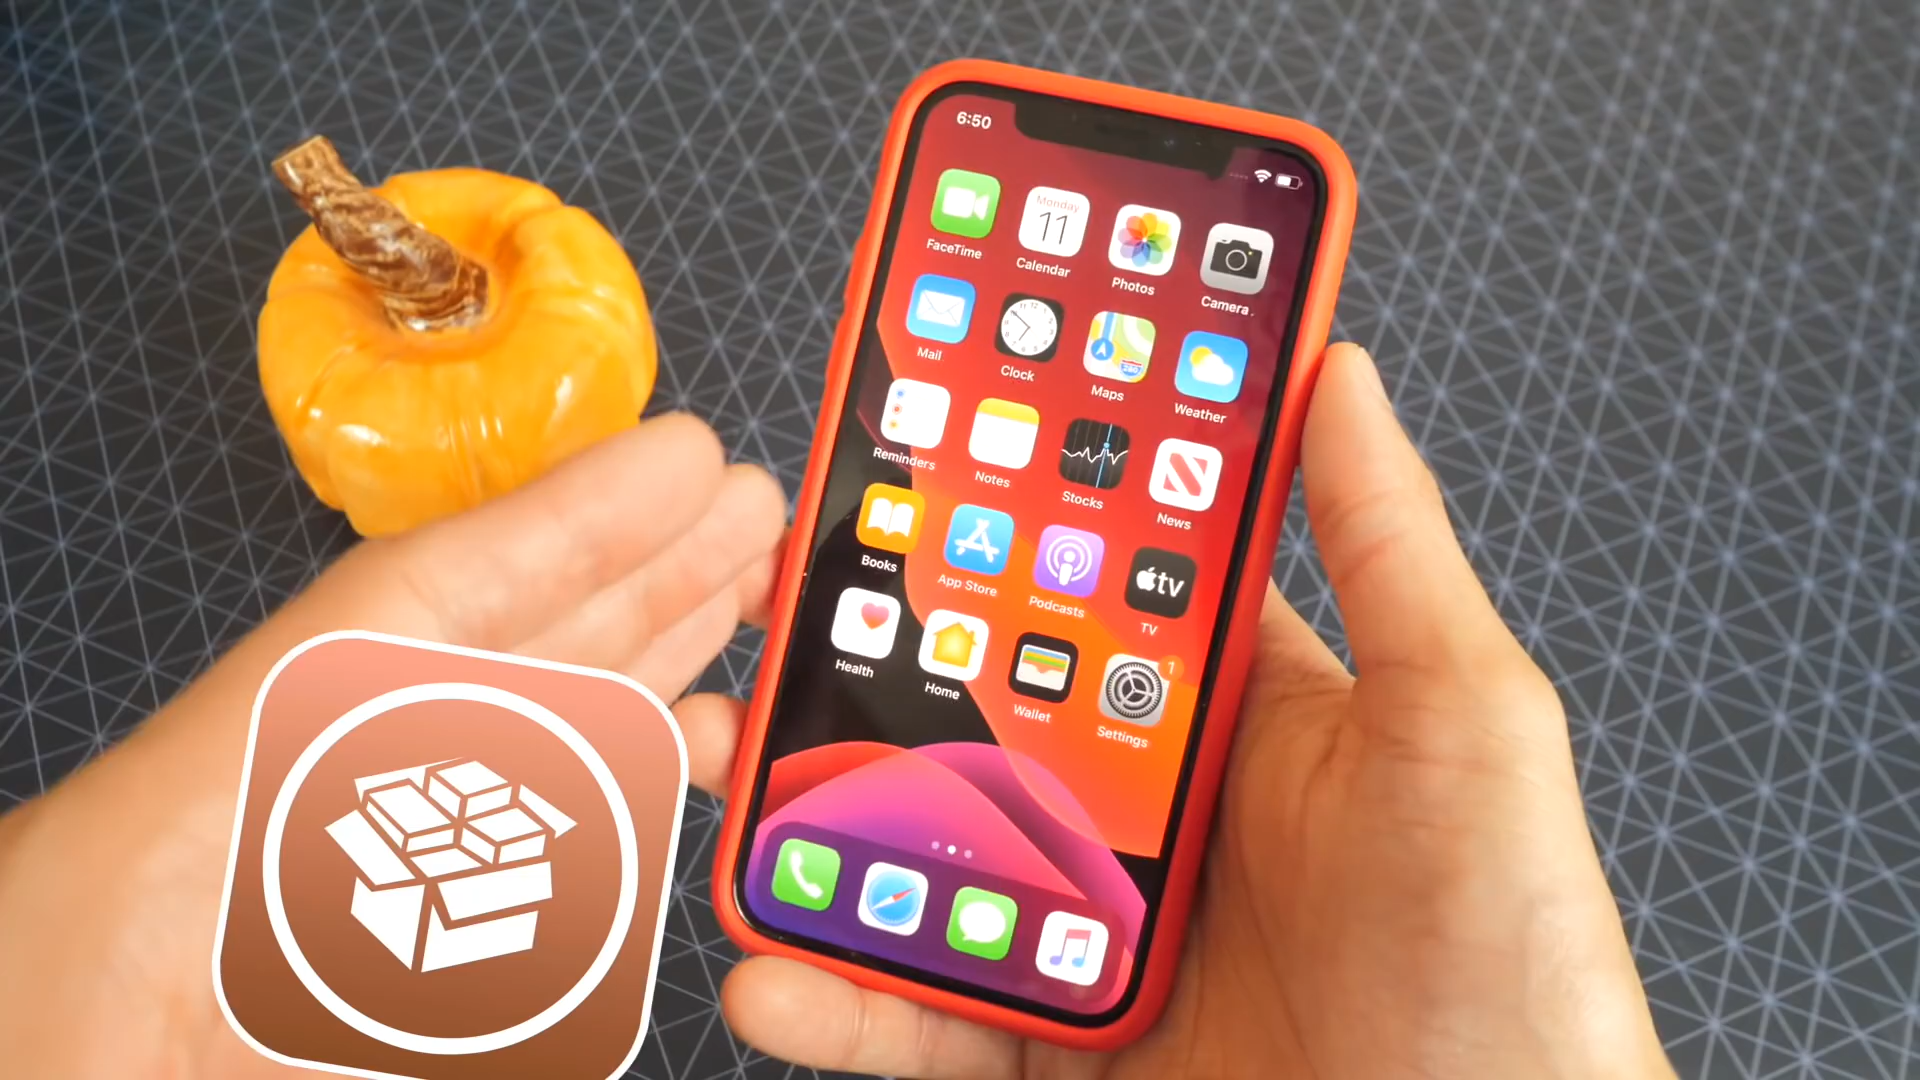 6:50
FaceTime
Monday
11
Calendar
Photos
Camera
Mail
Clock
280
Maps
Weather
Reminders
Notes
Stocks
News
Books
App Store
Podcasts
tv
TV
Health
Home
Wallet
1
Settings